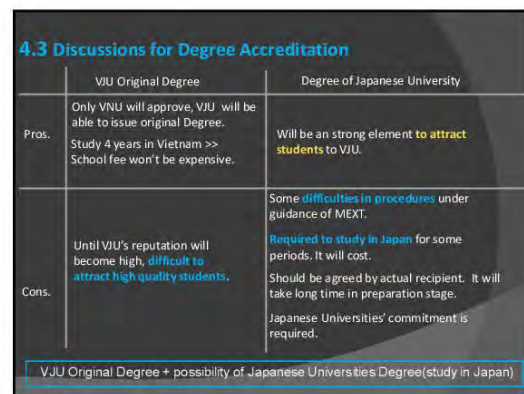 4.3 Discussions for Degree Accreditation
VJU Original Degree
Degree of Japanese University
Pros.
Only VNU will approve, VJU will be
able to issue original Degree.
Study 4 years in Vietnam >>
School fee won't be expensive.
Will be an strong element to attract
students to VJU.
Cons.
Until VJU's reputation will
become high, difficult to
attract high quality students.
Some difficulties in procedures under
guidance of MEXT.
Required to study in Japan for some
periods. It will cost.
Should be agreed by actual recipient. It will
take long time in preparation stage.
Japanese Universities' commitment is
required.
VJU Original Degree + possibility of Japanese Universities Degree(study in Japan)